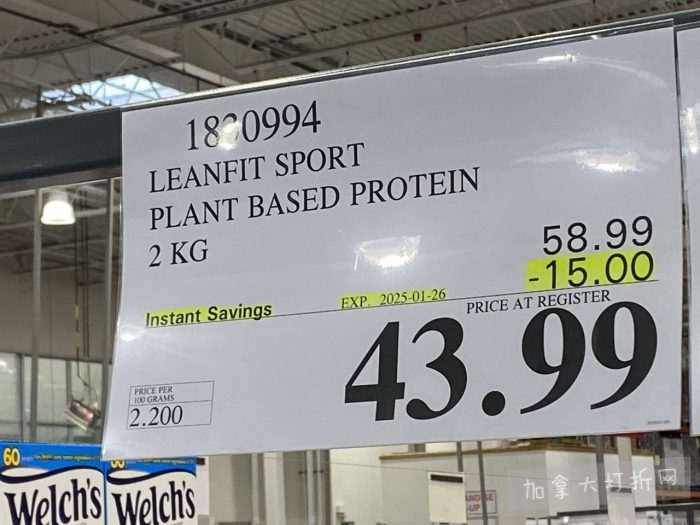 1830994
LEANFIT SPORT
PLANT BASED PROTEIN
2 KG
58.99
-15.00
Instant Savings
EXP. 2025-01-26
PRICE AT REGISTER
43.99
PRICE PER
100 GRAMS
2.200
60
Welch's
Welch's
加拿大打折网